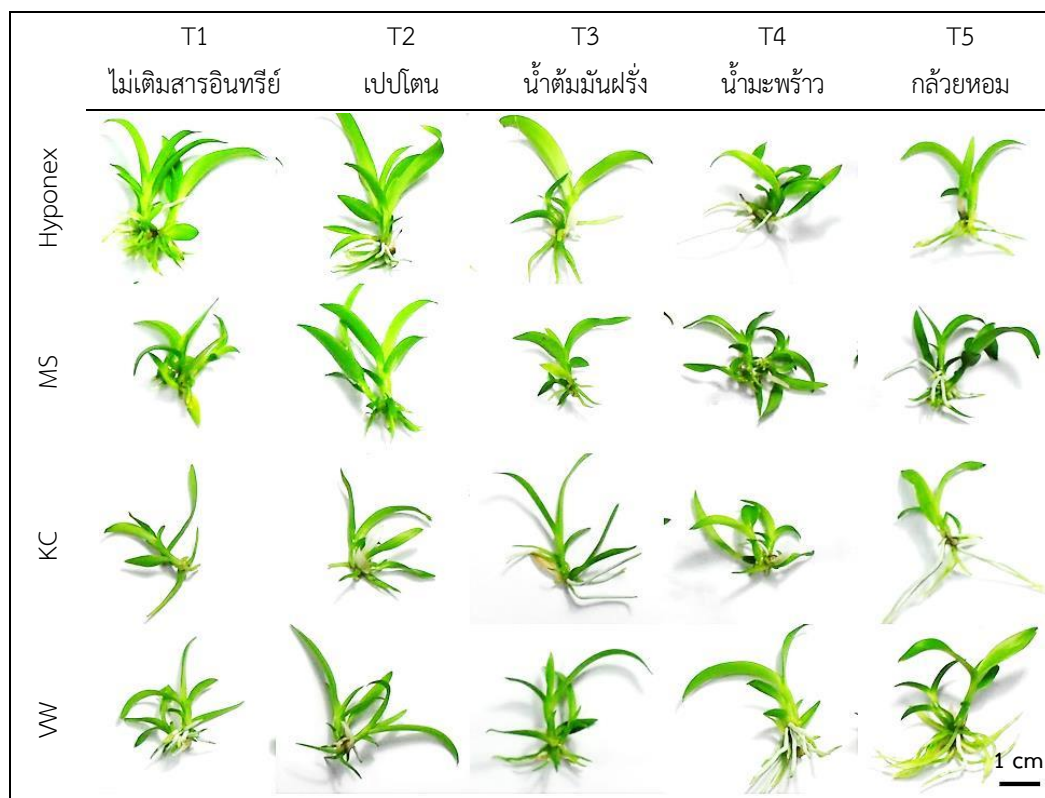 T1 T2 T3 T4 T5
ไม่เติมสารอินทรีย์ เปปโตน น้ำต้มมันฝรั่ง น้ำมะพร้าว กล้วยหอม
Hyponex
MS
KC
VW
1 cm